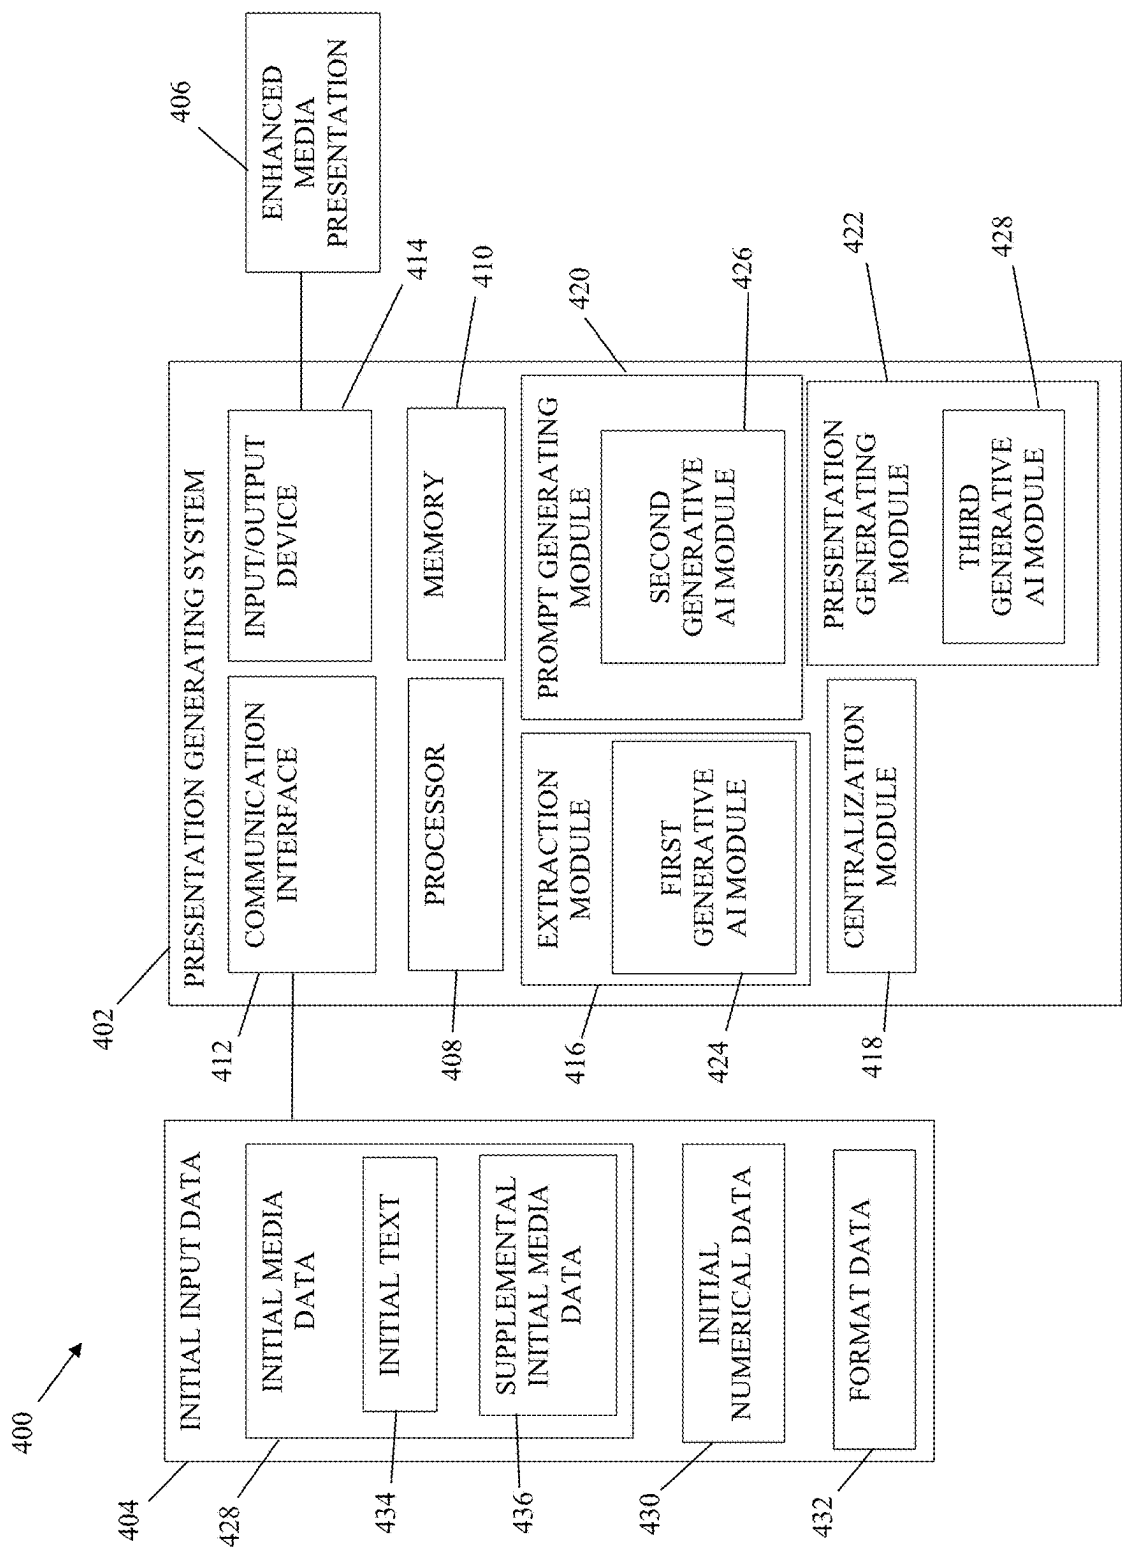 400
404
INITIAL INPUT DATA
428
INITIAL MEDIA
DATA
434
INITIAL TEXT
436
SUPPLEMENTAL
INITIAL MEDIA
DATA
430
INITIAL
NUMERICAL DATA
432
FORMAT DATA
402
PRESENTATION GENERATING SYSTEM
412
COMMUNICATION
INTERFACE
INPUT/OUTPUT
DEVICE
414
408
PROCESSOR
MEMORY
410
416
EXTRACTION
MODULE
424
FIRST
GENERATIVE
AI MODULE
PROMPT GENERATING
MODULE
420
SECOND
GENERATIVE
AI MODULE
426
418
CENTRALIZATION
MODULE
PRESENTATION
GENERATING
MODULE
422
THIRD
GENERATIVE
AI MODULE
428
406
ENHANCED
MEDIA
PRESENTATION